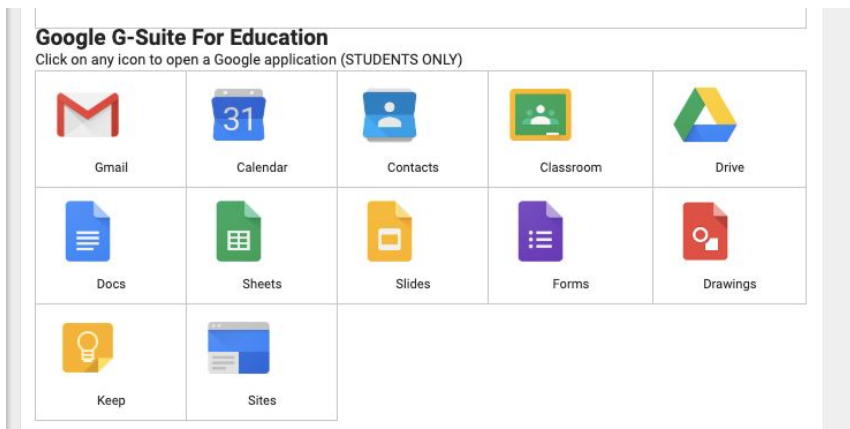 Google G-Suite For Education
Click on any icon to open a Google application (STUDENTS ONLY)
31
Gmail Calendar Contacts Classroom Drive
Docs Sheets Slides Forms Drawings
Keep Sites